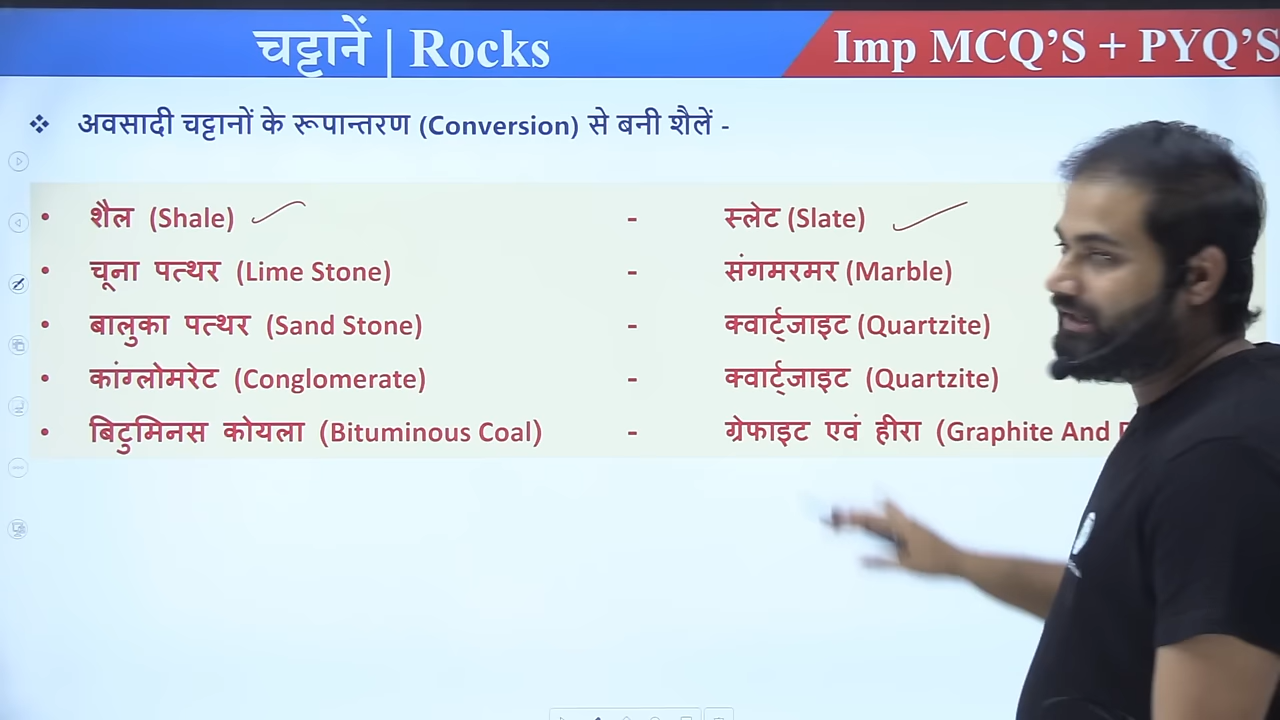 चट्टानें | Rocks
Imp MCQ'S + PYQ'S
❖ अवसादी चट्टानों के रूपान्तरण (Conversion) से बनी शैलें -
• शैल (Shale) - स्लेट (Slate)
• चूना पत्थर (Lime Stone) - संगमरमर (Marble)
• बालुका पत्थर (Sand Stone) - क्वार्ट्जाइट (Quartzite)
• कांग्लोमरेट (Conglomerate) - क्वार्ट्जाइट (Quartzite)
• बिटुमिनस कोयला (Bituminous Coal) - ग्रेफाइट एवं हीरा (Graphite And